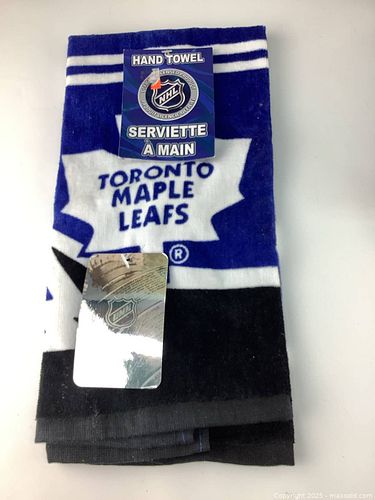 HAND TOWEL
NHL
SERVIETTE
À MAIN
TORONTO
MAPLE
LEAFS
®
NHL
Copyright 2025 - maxsold.com